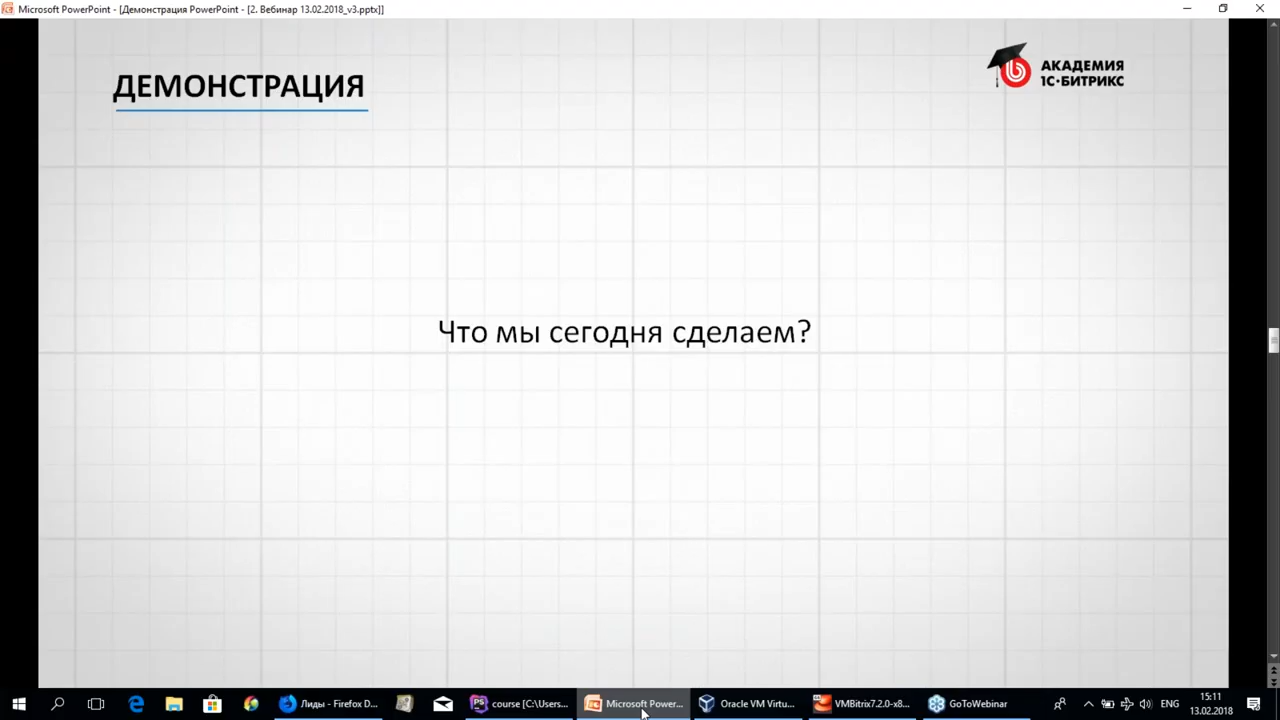 Microsoft PowerPoint - [Демонстрация PowerPoint - [2. Вебинар 13.02.2018_v3.pptx]]
ДЕМОНСТРАЦИЯ
АКАДЕМИЯ
1С-БИТРИКС
Что мы сегодня сделаем?
Лиды - Firefox D...
course [C:\Users...
Microsoft Power...
Oracle VM Virtu...
VMBitrix7.2.0-x8...
GoToWebinar
ENG
15:11
13.02.2018